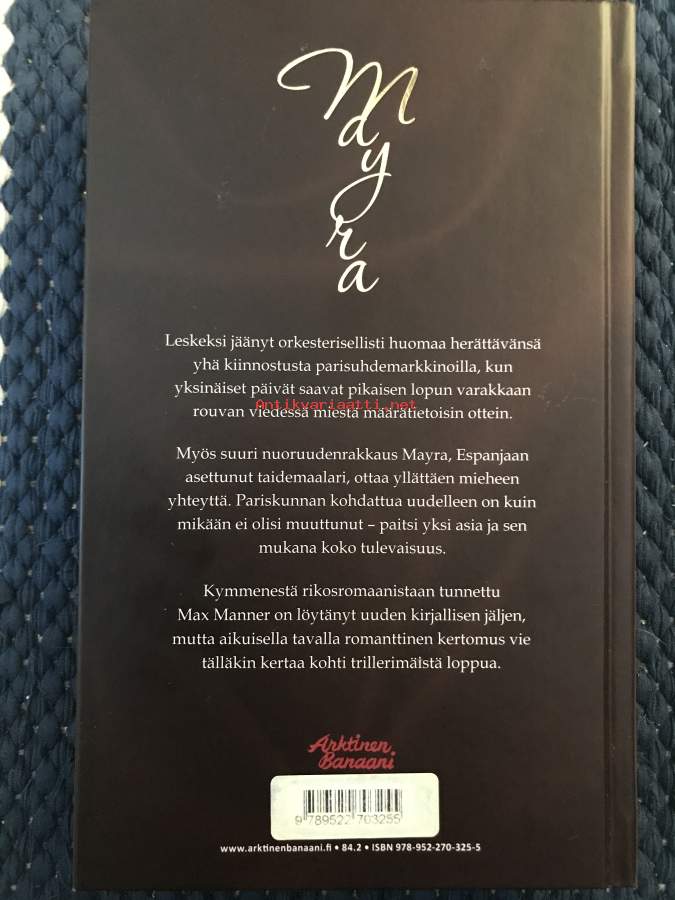 Mayra
Leskeksi jäänyt orkesterisellisti huomaa herättävänsä
yhä kiinnostusta parisuhdemarkkinoilla, kun
yksinäiset päivät saavat pikaisen lopun varakkaan
rouvan viedessä miestä määrätietoisin ottein.
Antikvariaatti.net
Myös suuri nuoruudenrakkaus Mayra, Espanjaan
asettunut taidemaalari, ottaa yllättäen mieheen
yhteyttä. Pariskunnan kohdattua uudelleen on kuin
mikään ei olisi muuttunut – paitsi yksi asia ja sen
mukana koko tulevaisuus.
Kymmenestä rikosromaanistaan tunnettu
Max Manner on löytänyt uuden kirjallisen jäljen,
mutta aikuisella tavalla romanttinen kertomus vie
tälläkin kertaa kohti trillerimäistä loppua.
Arktinen
Banaani
9 789522 703255
www.arktinenbanaani.fi • 84.2 • ISBN 978-952-270-325-5